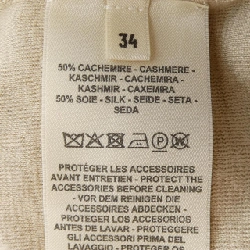 34
50% CACHEMIRE - CASHMERE -
KASCHMIR - CACHEMIRA -
KASHMIR - CAXEMIRA
50% SOIE - SILK - SEIDE - SETA -
SEDA
P
PROTÉGER LES ACCESSOIRES
AVANT ENTRETIEN - PROTECT THE
ACCESSORIES BEFORE CLEANING
- VOR DEM REINIGEN DIE
ACCESSOIRES ABDECKEN -
PROTEGER LOS ACCESORIOS
ANTES DE LAVAR - PROTEGGERE
GLI ACCESSORI PRIMA DEL
LAVAGGIO - PROTEGER OS